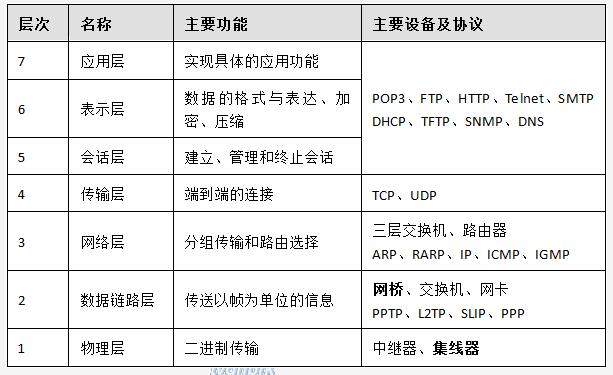 层次 名称 主要功能 主要设备及协议
7 应用层 实现具体的应用功能
6 表示层 数据的格式与表达、加
密、压缩
POP3、FTP、HTTP、Telnet、SMTP
DHCP、TFTP、SNMP、DNS
5 会话层 建立、管理和终止会话
4 传输层 端到端的连接 TCP、UDP
3 网络层 分组传输和路由选择 三层交换机、路由器
ARP、RARP、IP、ICMP、IGMP
2 数据链路层 传送以帧为单位的信息 网桥、交换机、网卡
PPTP、L2TP、SLIP、PPP
1 物理层 二进制传输 中继器、集线器